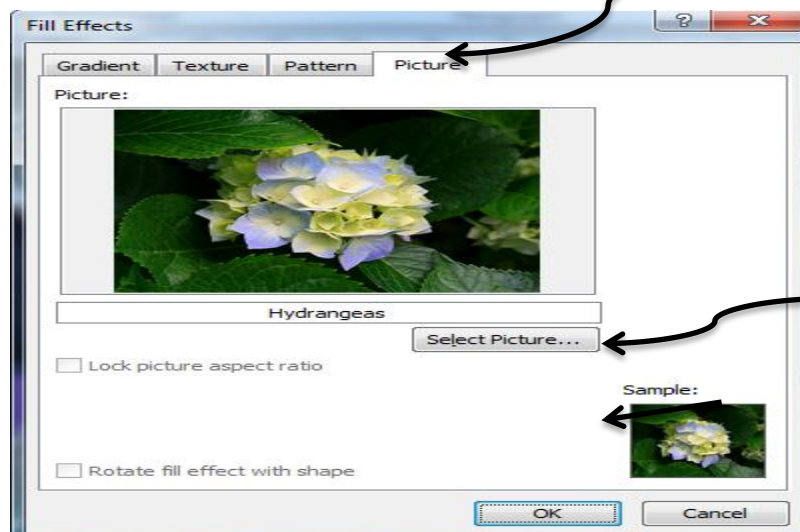 Fill Effects
Gradient Texture Pattern Picture
Picture:
Hydrangeas
Select Picture...
Lock picture aspect ratio
Sample:
Rotate fill effect with shape
OK Cancel